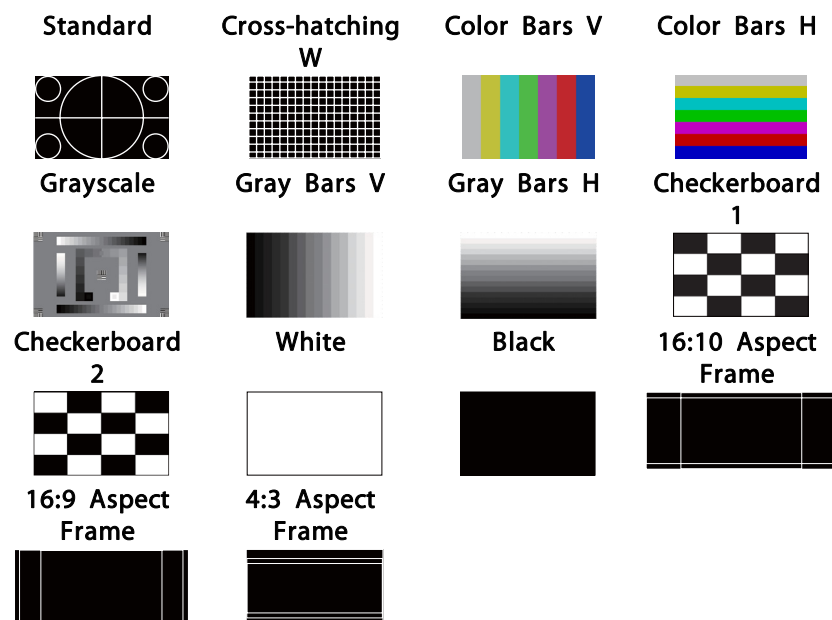 Standard
Cross-hatching
W
Color Bars V
Color Bars H
Grayscale
Gray Bars V
Gray Bars H
Checkerboard
1
Checkerboard
2
White
Black
16:10 Aspect
Frame
16:9 Aspect
Frame
4:3 Aspect
Frame